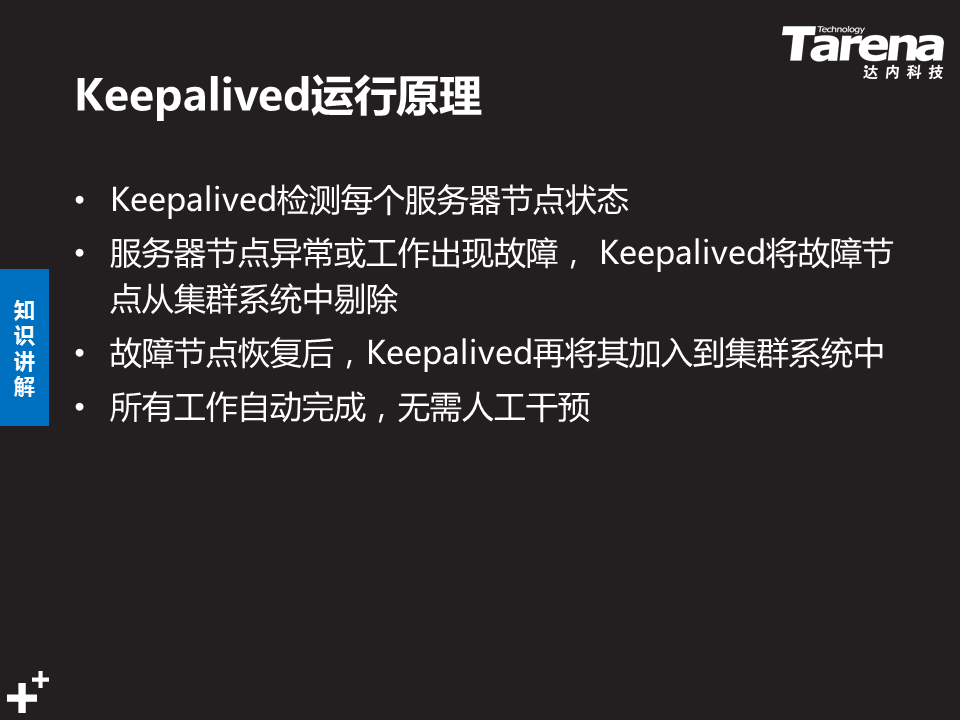 Technology
Tarena
达内科技
Keepalived运行原理
• Keepalived检测每个服务器节点状态
• 服务器节点异常或工作出现故障， Keepalived将故障节
点从集群系统中剔除
• 故障节点恢复后，Keepalived再将其加入到集群系统中
• 所有工作自动完成，无需人工干预
知
识
讲
解